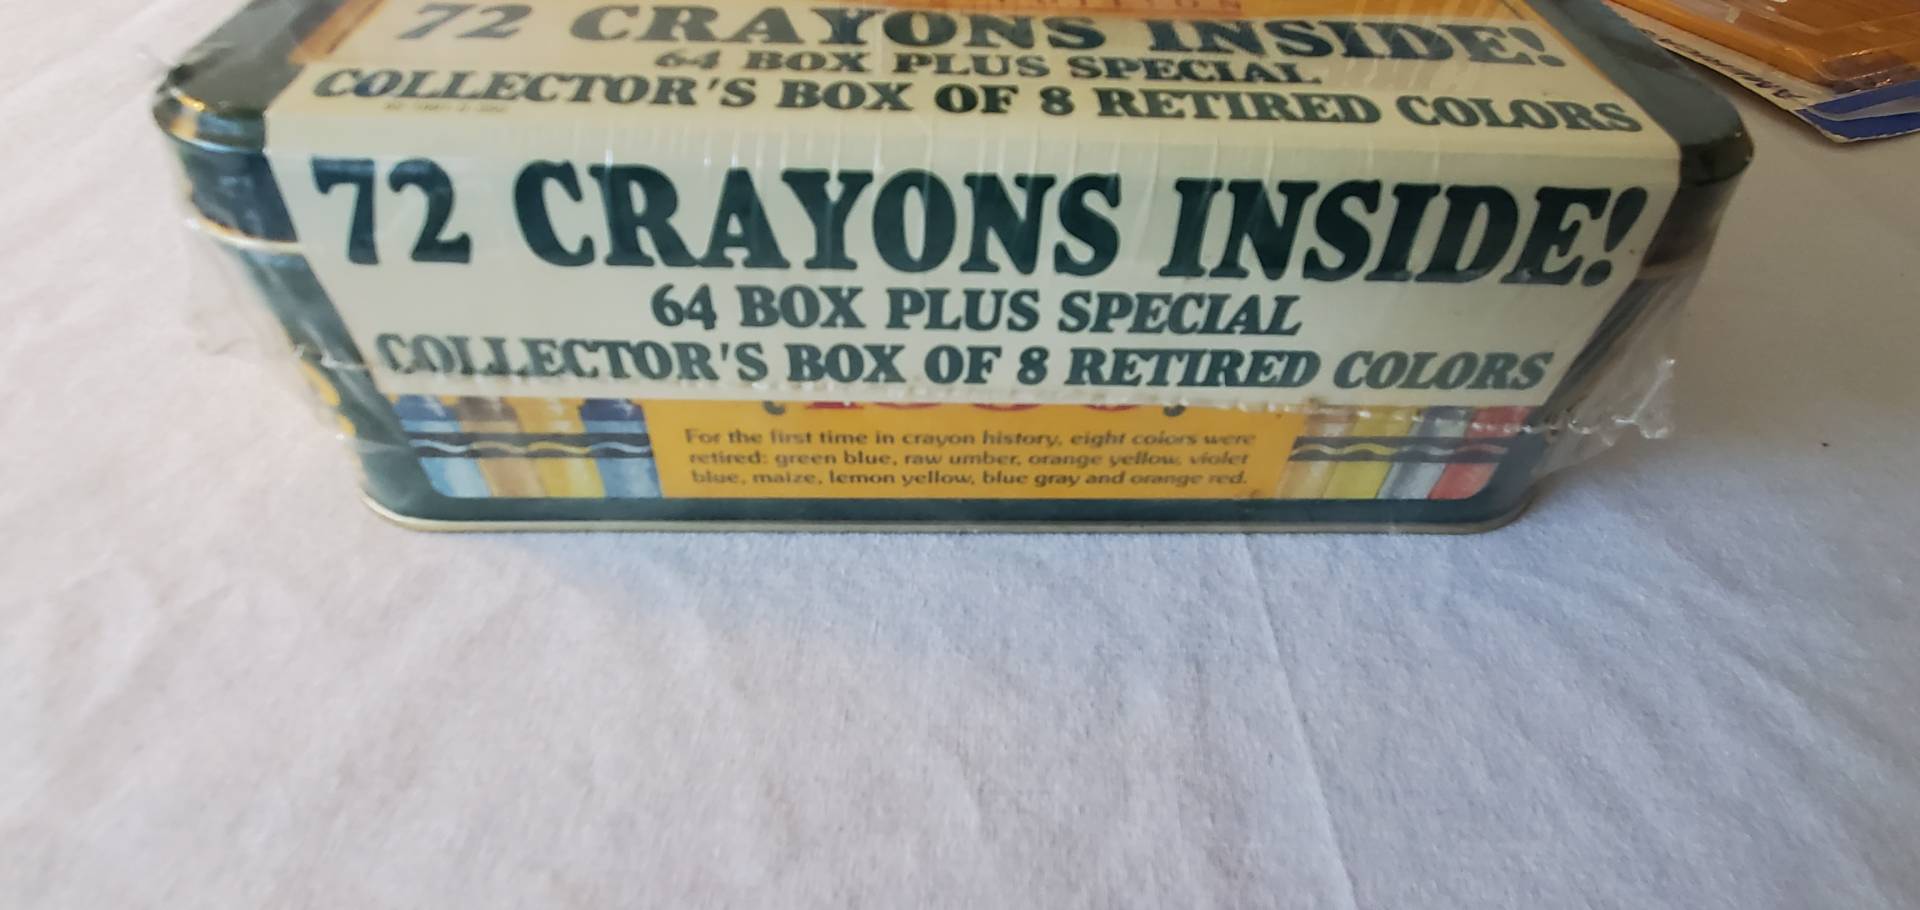 72 CRAYONS INSIDE!
64 BOX PLUS SPECIAL
COLLECTOR'S BOX OF 8 RETIRED COLORS
72 CRAYONS INSIDE!
64 BOX PLUS SPECIAL
COLLECTOR'S BOX OF 8 RETIRED COLORS
For the first time in crayon history, eight colors were
retired: green blue, raw umber, orange yellow, violet
blue, maize, lemon yellow, blue gray and orange red.